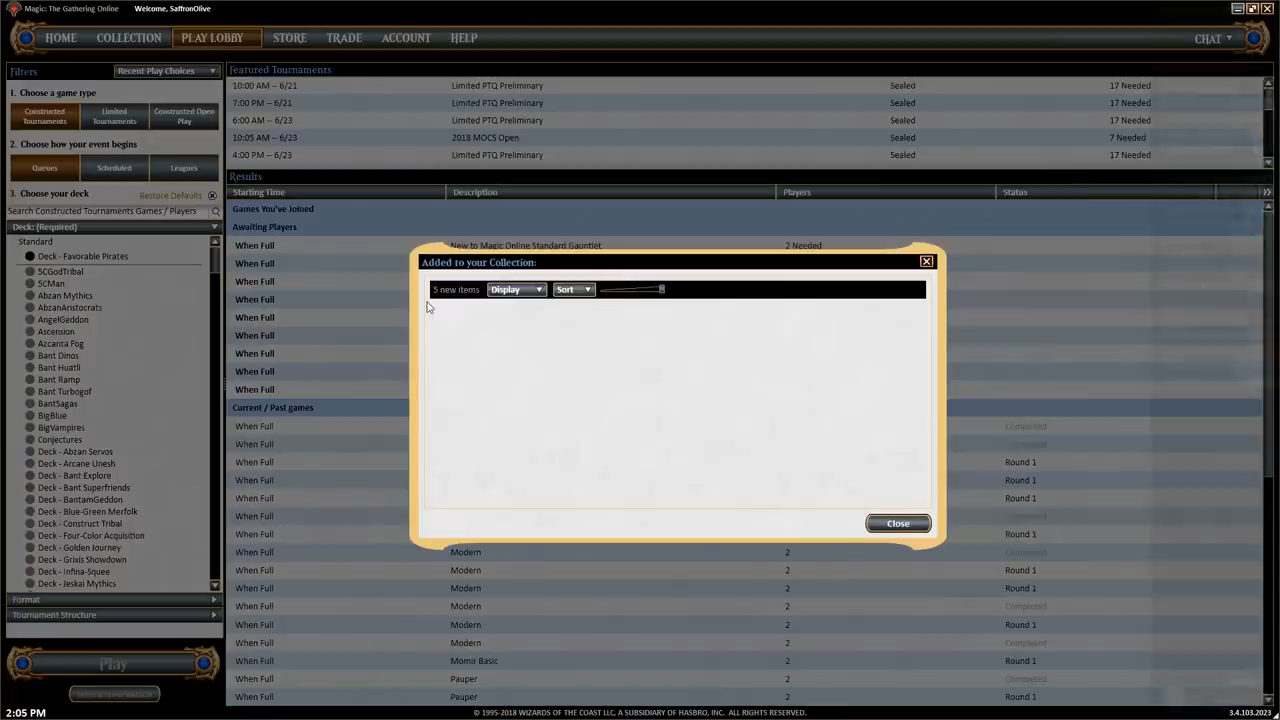 Magic: The Gathering Online Welcome, SaffronOlive
HOME COLLECTION PLAY LOBBY STORE TRADE ACCOUNT HELP CHAT
Filters Recent Play Choices
1. Choose a game type
Constructed Tournaments
Limited Tournaments
Constructed Open Play
2. Choose how your event begins
Queues Scheduled Leagues
3. Choose your deck
Restore Defaults
Search Constructed Tournaments Games / Players
Deck: [Required]
Standard
Deck - Favorable Pirates
5CGodTribal
5CMan
Abzan Mythics
AbzanAristocrats
AngelGeddon
Ascension
Azcanta Fog
Bant Dinos
Bant Huatli
Bant Ramp
Bant Turbogof
BantSagas
BigBlue
BigVampires
Conjectures
Deck - Abzan Servos
Deck - Arcane Unesh
Deck - Bant Explore
Deck - Bant Superfriends
Deck - BantamGeddon
Deck - Blue-Green Merfolk
Deck - Construct Tribal
Deck - Four-Color Acquisition
Deck - Golden Journey
Deck - Grixis Showdown
Deck - Infina-Squee
Deck - Jeskai Mythics
Format
Tournament Structure
Play
2:05 PM
Featured Tournaments
10:00 AM -- 6/21 Limited PTQ Preliminary Sealed 17 Needed
7:00 PM -- 6/21 Limited PTQ Preliminary Sealed 17 Needed
6:00 AM -- 6/23 Limited PTQ Preliminary Sealed 17 Needed
10:05 AM -- 6/23 2018 MOCS Open Sealed 7 Needed
4:00 PM -- 6/23 Limited PTQ Preliminary Sealed 17 Needed
Results
Starting Time Description Players Status
Games You've Joined
Awaiting Players
When Full New to Magic Online Standard Gauntlet 2 Needed
When Full
When Full
When Full
When Full
When Full
When Full
When Full
When Full
Current / Past games
When Full Completed
When Full Completed
When Full Round 1
When Full Round 1
When Full Round 1
When Full Completed
When Full Round 1
When Full Modern 2 Completed
When Full Modern 2 Round 1
When Full Modern 2 Round 1
When Full Modern 2 Completed
When Full Modern 2 Round 1
When Full Modern 2 Completed
When Full Momir Basic 2 Round 1
When Full Pauper 2 Completed
When Full Pauper 2 Round 1
Added to your Collection:
5 new items Display Sort
Close
© 1995-2018 WIZARDS OF THE COAST LLC, A SUBSIDIARY OF HASBRO, INC. ALL RIGHTS RESERVED.
3.4.103.2023